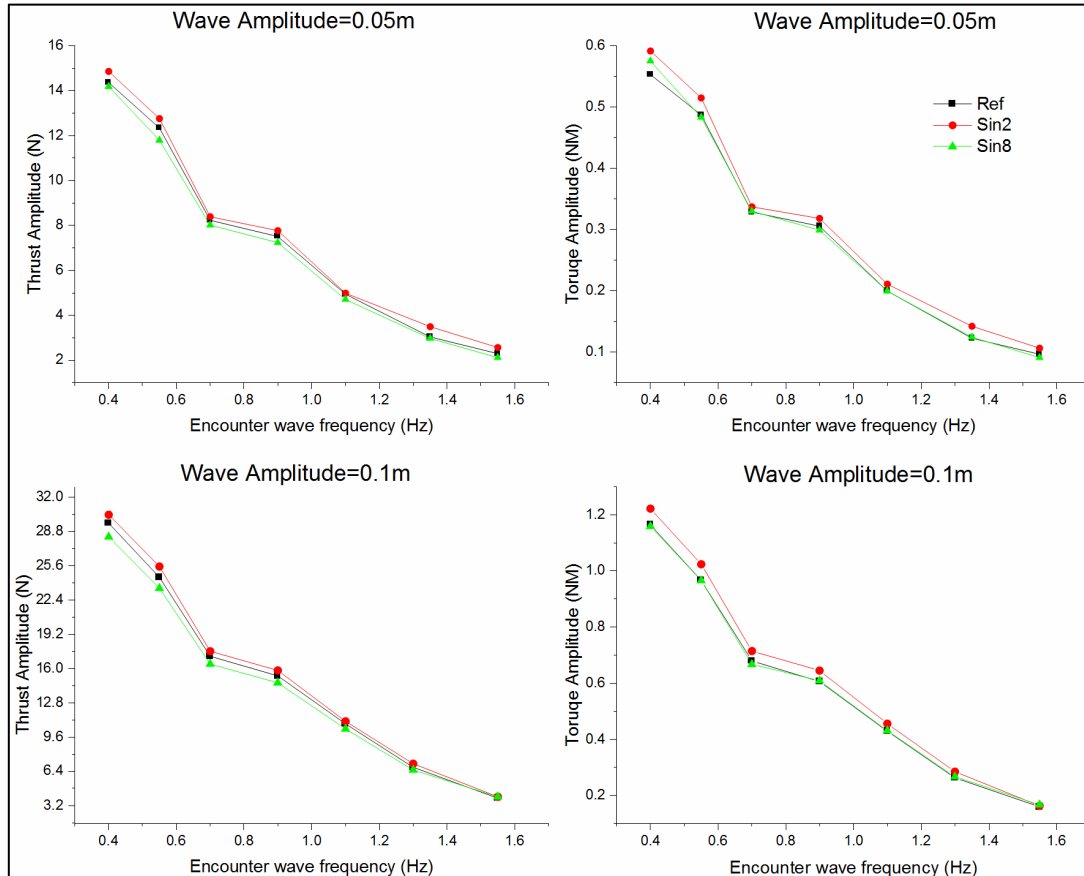 Wave Amplitude=0.05m
16
14
12
10
8
6
4
2
Thrust Amplitude (N)
0.4 0.6 0.8 1.0 1.2 1.4 1.6
Encounter wave frequency (Hz)
Wave Amplitude=0.05m
0.6
0.5
0.4
0.3
0.2
0.1
Toruqe Amplitude (NM)
Ref
Sin2
Sin8
0.4 0.6 0.8 1.0 1.2 1.4 1.6
Encounter wave frequency (Hz)
Wave Amplitude=0.1m
32.0
28.8
25.6
22.4
19.2
16.0
12.8
9.6
6.4
3.2
Thrust Amplitude (N)
0.4 0.6 0.8 1.0 1.2 1.4 1.6
Encounter wave frequency (Hz)
Wave Amplitude=0.1m
1.2
1.0
0.8
0.6
0.4
0.2
Toruqe Amplitude (NM)
0.4 0.6 0.8 1.0 1.2 1.4 1.6
Encounter wave frequency (Hz)